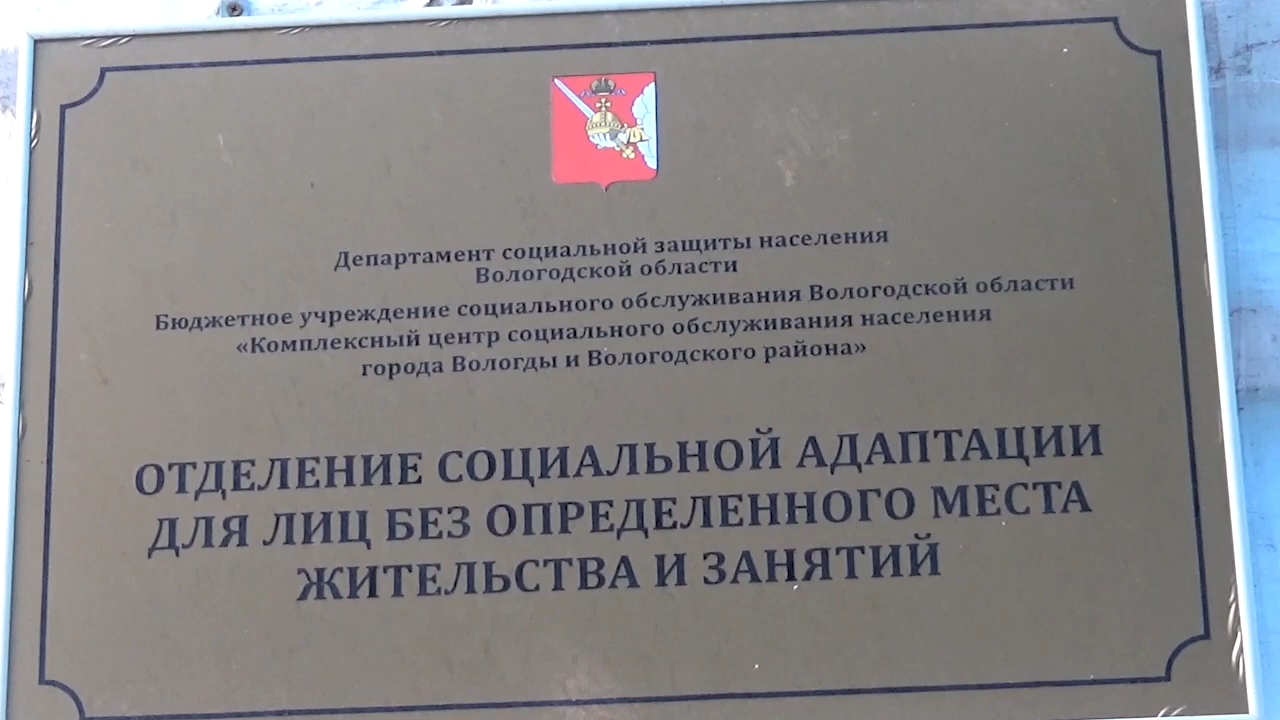 Департамент социальной защиты населения
Вологодской области
Бюджетное учреждение социального обслуживания Вологодской области
«Комплексный центр социального обслуживания населения
города Вологды и Вологодского района»
ОТДЕЛЕНИЕ СОЦИАЛЬНОЙ АДАПТАЦИИ
ДЛЯ ЛИЦ БЕЗ ОПРЕДЕЛЕННОГО МЕСТА
ЖИТЕЛЬСТВА И ЗАНЯТИЙ